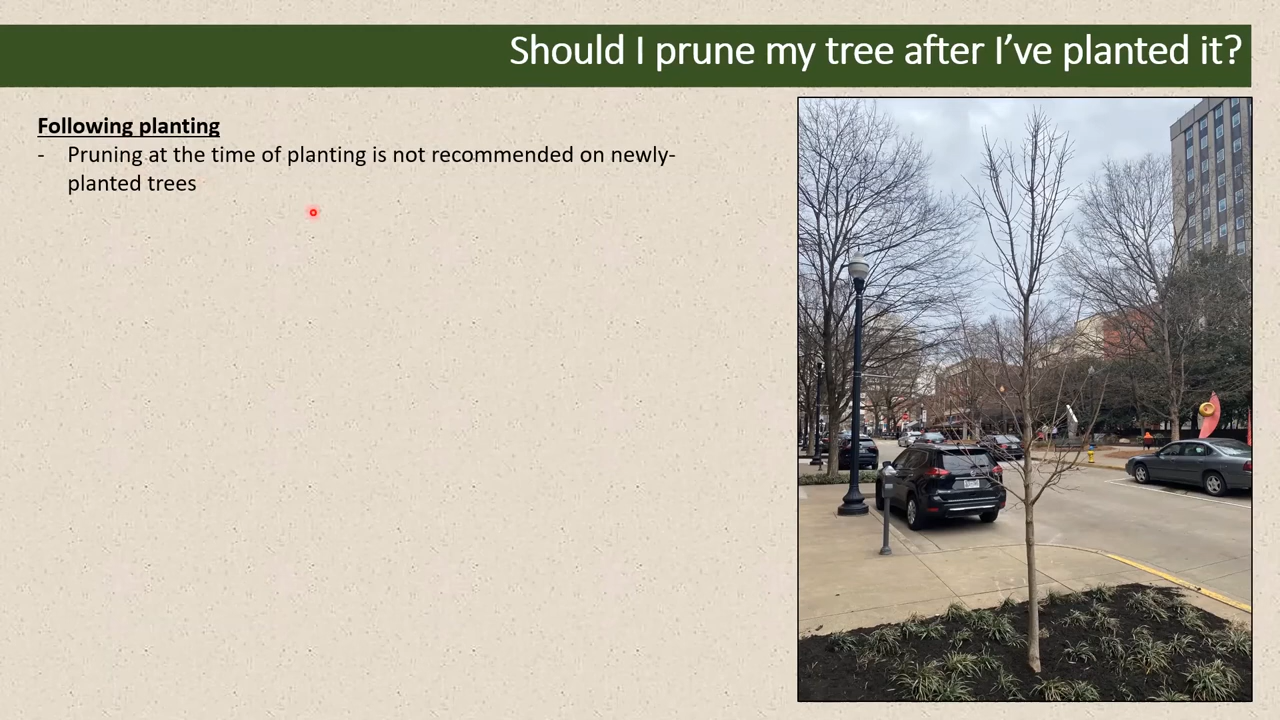 Should I prune my tree after I’ve planted it?
Following planting
- Pruning at the time of planting is not recommended on newly-
planted trees